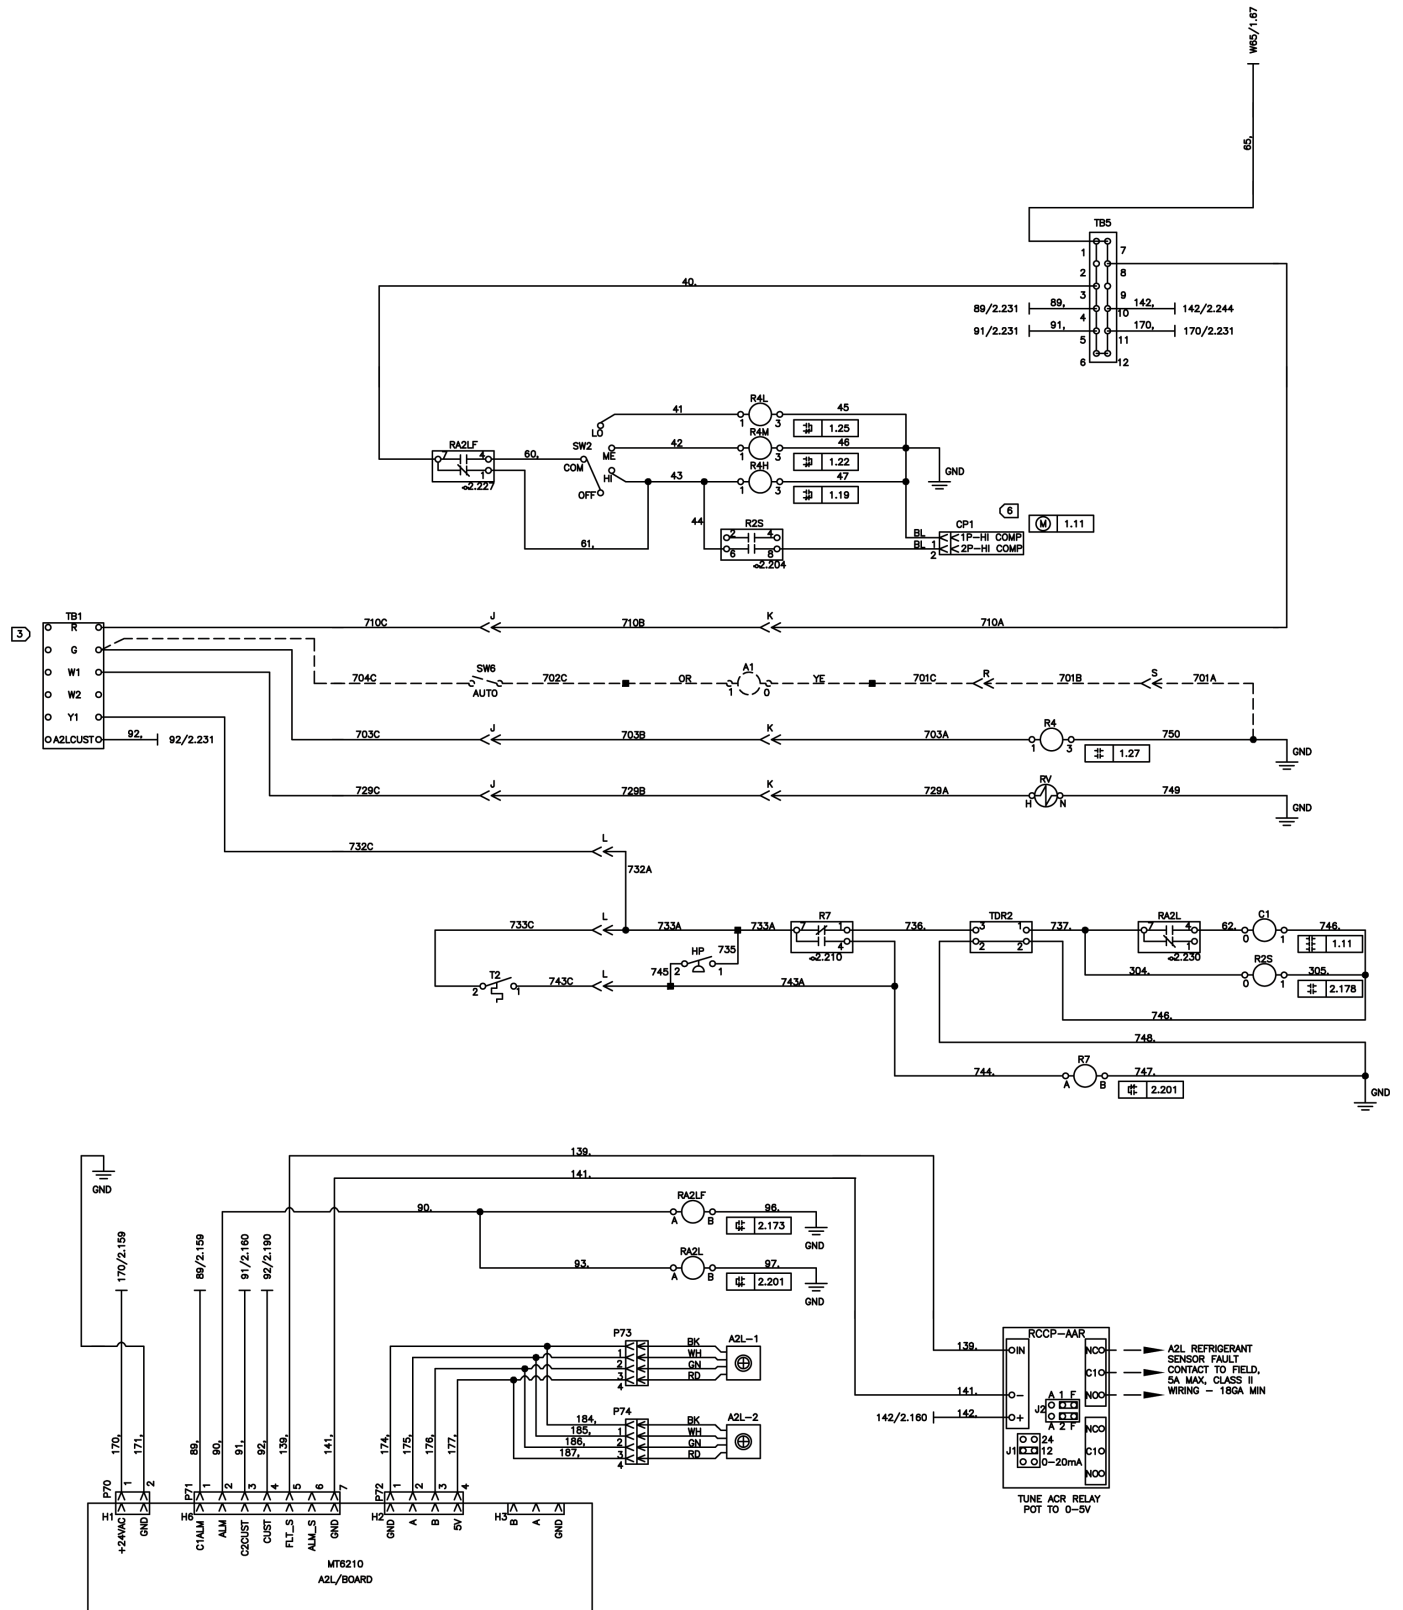 W65/1.67
65,
TB5
1 7
2 8
40. 3 9
89/2.231 89, 4 10 142, 142/2.244
91/2.231 91, 5 11 170, 170/2.231
6 12
R4L
41 1 3 45
1.25
LO
SW2
R4M
42 1 3 46
ME
1.22
RA2LF
7 4 60, COM
1
2.227
R4H
HI 43 1 3 47
1.19
OFF
GND
44
61,
R2S
2 4
6 8
2.204
6
M 1.11
CP1
BL 1 1P-HI COMP
BL 2 2P-HI COMP
3
TB1
R 710C J 710B K 710A
G
704C SW6 AUTO 702C OR A1 1 0 YE 701C R 701B S 701A
W1
W2
Y1
A2LCUST 92, 92/2.231
703C J 703B K 703A R4 1 3 750
1.27
GND
729C J 729B K 729A RV H N 749
GND
732C L
732A
733C L 733A 733A R7 7 1 4 736. TDR2 3 1 2 2 737. RA2L 7 4 1 62. C1 0 1 746.
1.11
HP 735
745 2 1
2.210
2.230
T2 2 1 743C L 743A
304. R2S 0 1 305.
2.178
746.
748.
744. R7 A B 747.
2.201
GND
139.
141.
GND
90. RA2LF A B 96.
2.173
GND
93. RA2L A B 97.
2.201
GND
170/2.159
89/2.159
91/2.160
92/2.190
P73
1 2 3 4
BK
WH
GN
RD
A2L-1
P74
184, BK
185, 1 WH
186, 2 GN
187, 3 RD
4
A2L-2
RCCP-AAR
139. IN
141. -
142/2.160 142. +
NCO
C1O
NOO
A2L REFRIGERANT
SENSOR FAULT
CONTACT TO FIELD,
5A MAX, CLASS II
WIRING - 18GA MIN
A 1 F
J2
A 2 F
NCO
C1O
NOO
24
J1 12
0-20mA
TUNE ACR RELAY
POT TO 0-5V
170, 171, 89, 90, 91, 92, 139, 141, 174, 175, 176, 177,
P70 1 2
P71 1 2 3 4 5 6 7
P72 1 2 3 4
H1 +24VAC GND
H6 C1ALM ALM C2CUST CUST FLT_S ALM_S GND
H2 GND A B 5V
H3 B A GND
MT6210
A2L/BOARD